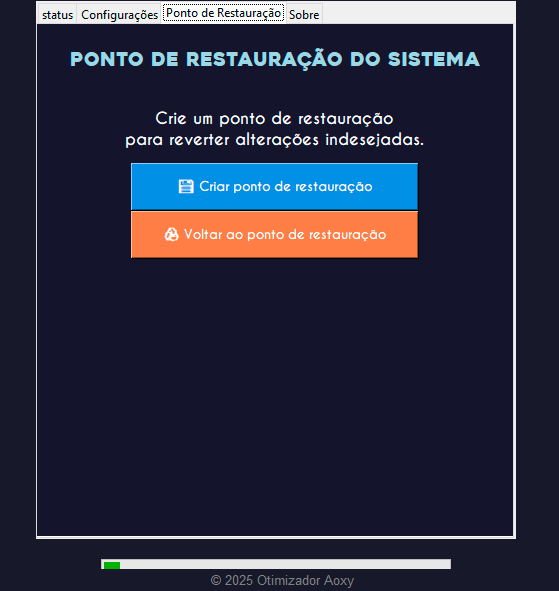 status Configurações Ponto de Restauração Sobre
PONTO DE RESTAURAÇÃO DO SISTEMA
Crie um ponto de restauração
para reverter alterações indesejadas.
Criar ponto de restauração
Voltar ao ponto de restauração
© 2025 Otimizador Aoxy